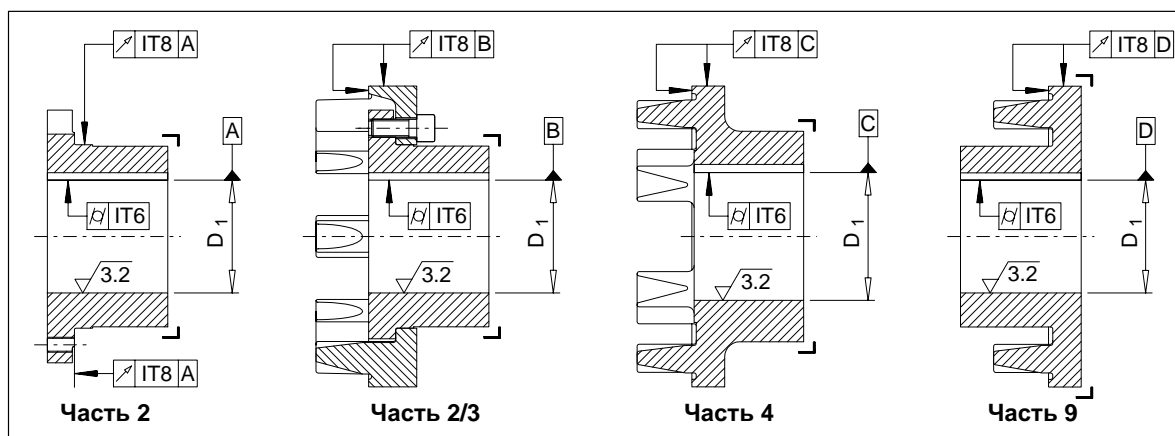 IT8 A
IT8 B
IT8 C
IT8 D
A
B
C
D
IT6
IT6
IT6
IT6
D1
D1
D1
D1
3.2
3.2
3.2
3.2
IT8 A
Часть 2
Часть 2/3
Часть 4
Часть 9